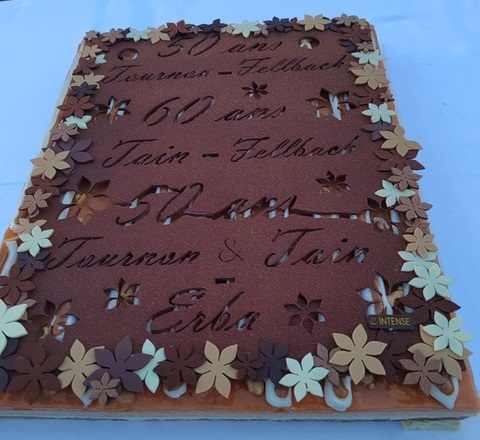 50 ans
Tournon - Fellbach
60 ans
Tain - Fellbach
50 ans
Tournon & Tain
-
Erba
INTENSE